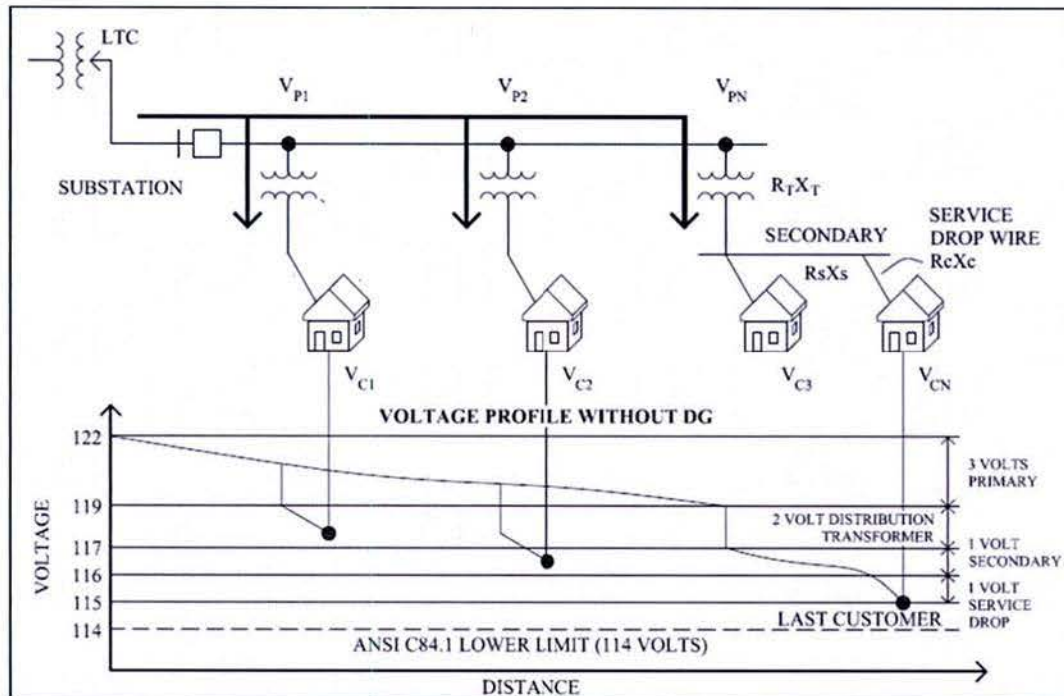 LTC
V_P1 V_P2 V_PN
SUBSTATION
R_TX_T
SECONDARY
SERVICE
DROP WIRE
RcXc
RsXs
V_C1 V_C2 V_C3 V_CN
VOLTAGE PROFILE WITHOUT DG
VOLTAGE
122
119
117
116
115
114
3 VOLTS
PRIMARY
2 VOLT DISTRIBUTION
TRANSFORMER
1 VOLT
SECONDARY
1 VOLT
SERVICE
DROP
LAST CUSTOMER
ANSI C84.1 LOWER LIMIT (114 VOLTS)
DISTANCE